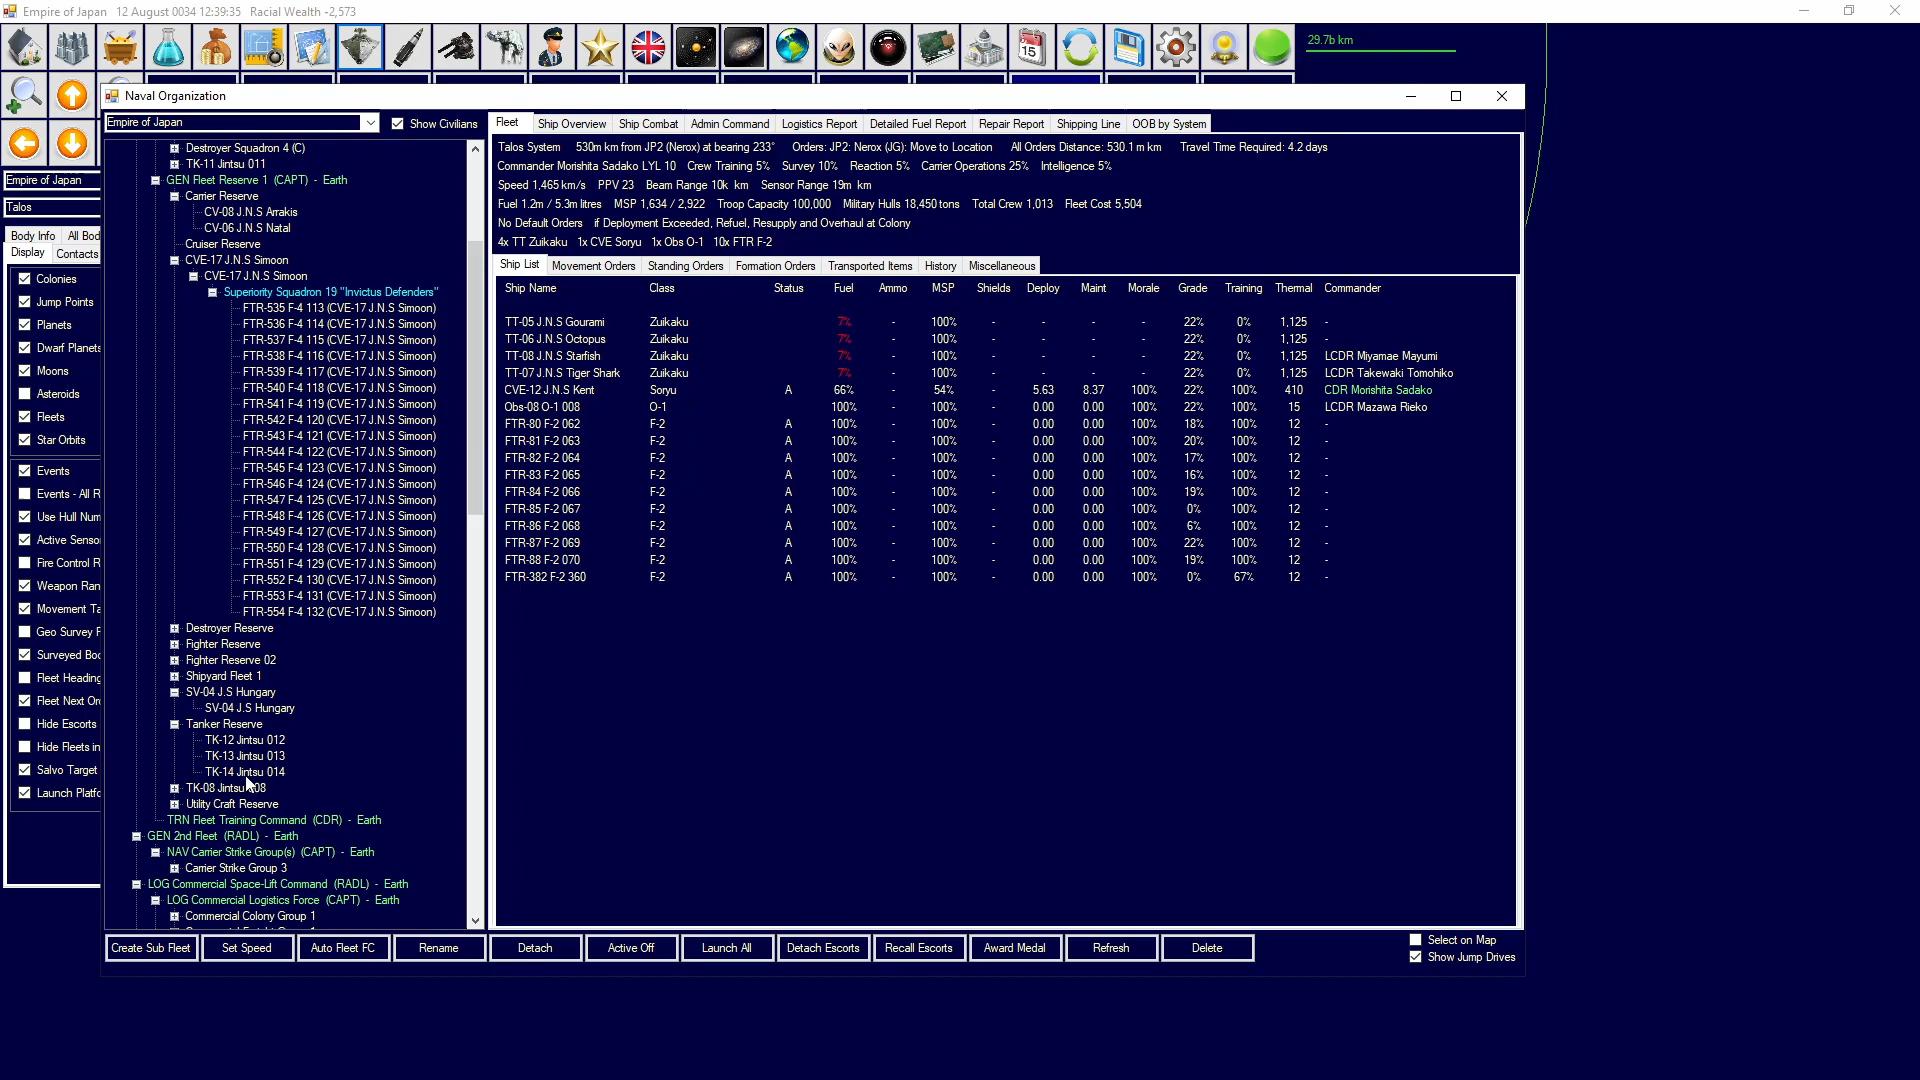 Empire of Japan   12 August 0034 12:39:35   Racial Wealth -2,573
29.7b km
Naval Organization
Empire of Japan
Show Civilians
Fleet   Ship Overview   Ship Combat   Admin Command   Logistics Report   Detailed Fuel Report   Repair Report   Shipping Line   OOB by System
Empire of Japan
Talos
Body Info   All Bod
Display   Contacts
Colonies
Jump Points
Planets
Dwarf Planets
Moons
Asteroids
Fleets
Star Orbits
Events
Events - All R
Use Hull Num
Active Senso
Fire Control R
Weapon Ran
Movement Ta
Geo Survey P
Surveyed Boo
Fleet Heading
Fleet Next Or
Hide Escorts
Hide Fleets in
Salvo Target
Launch Platfo
Destroyer Squadron 4 (C)
TK-11 Jintsu 011
GEN Fleet Reserve 1 (CAPT) - Earth
Carrier Reserve
CV-08 J.N.S Arrakis
CV-06 J.N.S Natal
Cruiser Reserve
CVE-17 J.N.S Simoon
CVE-17 J.N.S Simoon
Superiority Squadron 19 "Invictus Defenders"
FTR-535 F-4 113 (CVE-17 J.N.S Simoon)
FTR-536 F-4 114 (CVE-17 J.N.S Simoon)
FTR-537 F-4 115 (CVE-17 J.N.S Simoon)
FTR-538 F-4 116 (CVE-17 J.N.S Simoon)
FTR-539 F-4 117 (CVE-17 J.N.S Simoon)
FTR-540 F-4 118 (CVE-17 J.N.S Simoon)
FTR-541 F-4 119 (CVE-17 J.N.S Simoon)
FTR-542 F-4 120 (CVE-17 J.N.S Simoon)
FTR-543 F-4 121 (CVE-17 J.N.S Simoon)
FTR-544 F-4 122 (CVE-17 J.N.S Simoon)
FTR-545 F-4 123 (CVE-17 J.N.S Simoon)
FTR-546 F-4 124 (CVE-17 J.N.S Simoon)
FTR-547 F-4 125 (CVE-17 J.N.S Simoon)
FTR-548 F-4 126 (CVE-17 J.N.S Simoon)
FTR-549 F-4 127 (CVE-17 J.N.S Simoon)
FTR-550 F-4 128 (CVE-17 J.N.S Simoon)
FTR-551 F-4 129 (CVE-17 J.N.S Simoon)
FTR-552 F-4 130 (CVE-17 J.N.S Simoon)
FTR-553 F-4 131 (CVE-17 J.N.S Simoon)
FTR-554 F-4 132 (CVE-17 J.N.S Simoon)
Destroyer Reserve
Fighter Reserve
Fighter Reserve 02
Shipyard Fleet 1
SV-04 J.S Hungary
SV-04 J.S Hungary
Tanker Reserve
TK-12 Jintsu 012
TK-13 Jintsu 013
TK-14 Jintsu 014
TK-08 Jintsu 08
Utility Craft Reserve
TRN Fleet Training Command (CDR) - Earth
GEN 2nd Fleet (RADL) - Earth
NAV Carrier Strike Group(s) (CAPT) - Earth
Carrier Strike Group 3
LOG Commercial Space-Lift Command (RADL) - Earth
LOG Commercial Logistics Force (CAPT) - Earth
Commercial Colony Group 1
Talos System   530m km from JP2 (Nerox) at bearing 233°   Orders: JP2: Nerox (JG): Move to Location   All Orders Distance: 530.1 m km   Travel Time Required: 4.2 days
Commander Morishita Sadako LYL 10   Crew Training 5%   Survey 10%   Reaction 5%   Carrier Operations 25%   Intelligence 5%
Speed 1,465 km/s   PPV 23   Beam Range 10k km   Sensor Range 19m km
Fuel 1.2m / 5.3m litres   MSP 1,634 / 2,922   Troop Capacity 100,000   Military Hulls 18,450 tons   Total Crew 1,013   Fleet Cost 5,504
No Default Orders   if Deployment Exceeded, Refuel, Resupply and Overhaul at Colony
4x TT Zuikaku   1x CVE Soryu   1x Obs O-1   10x FTR F-2
Ship List   Movement Orders   Standing Orders   Formation Orders   Transported Items   History   Miscellaneous
Ship Name   Class   Status   Fuel   Ammo   MSP   Shields   Deploy   Maint   Morale   Grade   Training   Thermal   Commander
TT-05 J.N.S Gourami   Zuikaku   7%   -   100%   -   -   -   -   22%   0%   1,125   -
TT-06 J.N.S Octopus   Zuikaku   7%   -   100%   -   -   -   -   22%   0%   1,125   -
TT-08 J.N.S Starfish   Zuikaku   7%   -   100%   -   -   -   -   22%   0%   1,125   LCDR Miyamae Mayumi
TT-07 J.N.S Tiger Shark   Zuikaku   7%   -   100%   -   -   -   -   22%   0%   1,125   LCDR Takewaki Tomohiko
CVE-12 J.N.S Kent   Soryu   A   66%   -   54%   -   5.63   8.37   100%   22%   100%   410   CDR Morishita Sadako
Obs-08 O-1 008   O-1   100%   -   100%   -   0.00   0.00   100%   22%   100%   15   LCDR Mazawa Rieko
FTR-80 F-2 062   F-2   A   100%   -   100%   -   0.00   0.00   100%   18%   100%   12   -
FTR-81 F-2 063   F-2   A   100%   -   100%   -   0.00   0.00   100%   20%   100%   12   -
FTR-82 F-2 064   F-2   A   100%   -   100%   -   0.00   0.00   100%   17%   100%   12   -
FTR-83 F-2 065   F-2   A   100%   -   100%   -   0.00   0.00   100%   16%   100%   12   -
FTR-84 F-2 066   F-2   A   100%   -   100%   -   0.00   0.00   100%   19%   100%   12   -
FTR-85 F-2 067   F-2   A   100%   -   100%   -   0.00   0.00   100%   0%   100%   12   -
FTR-86 F-2 068   F-2   A   100%   -   100%   -   0.00   0.00   100%   6%   100%   12   -
FTR-87 F-2 069   F-2   A   100%   -   100%   -   0.00   0.00   100%   22%   100%   12   -
FTR-88 F-2 070   F-2   A   100%   -   100%   -   0.00   0.00   100%   19%   100%   12   -
FTR-382 F-2 360   F-2   A   100%   -   100%   -   0.00   0.00   100%   0%   67%   12   -
Create Sub Fleet   Set Speed   Auto Fleet FC   Rename   Detach   Active Off   Launch All   Detach Escorts   Recall Escorts   Award Medal   Refresh   Delete
Select on Map
Show Jump Drives